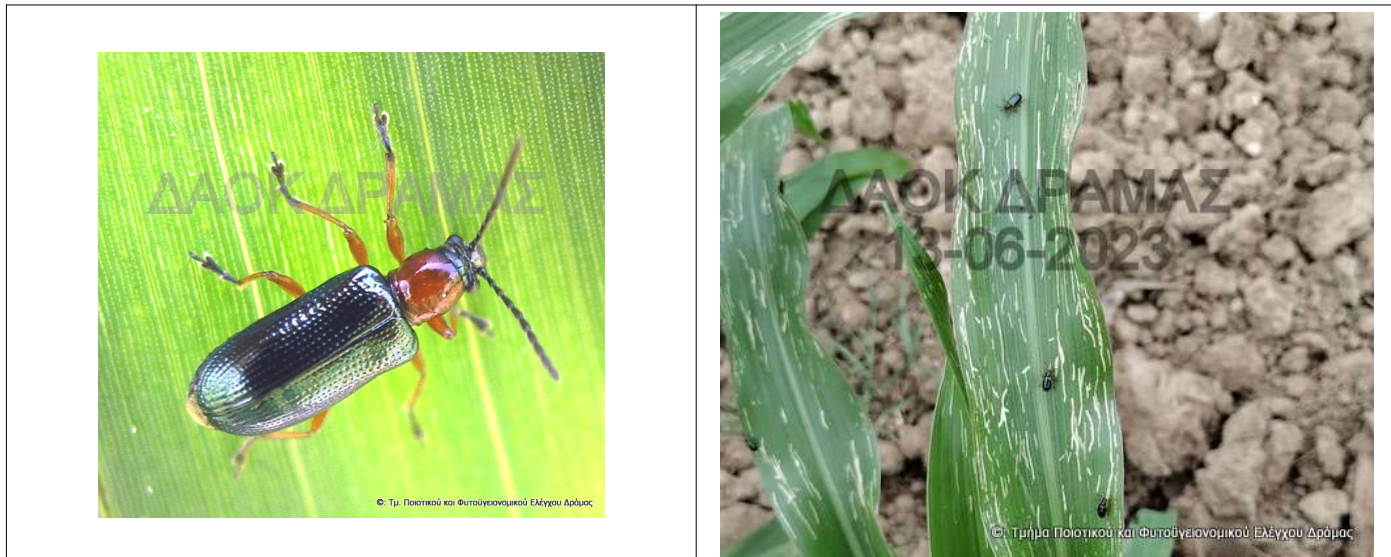 ΔΑΟΚ ΔΡΑΜΑΣ
©: Τμ. Ποιοτικού και Φυτοϋγειονομικού Ελέγχου Δράμας
ΔΑΟΚ ΔΡΑΜΑΣ
13-06-2023
©: Τμήμα Ποιοτικού και Φυτοϋγειονομικού Ελέγχου Δράμας